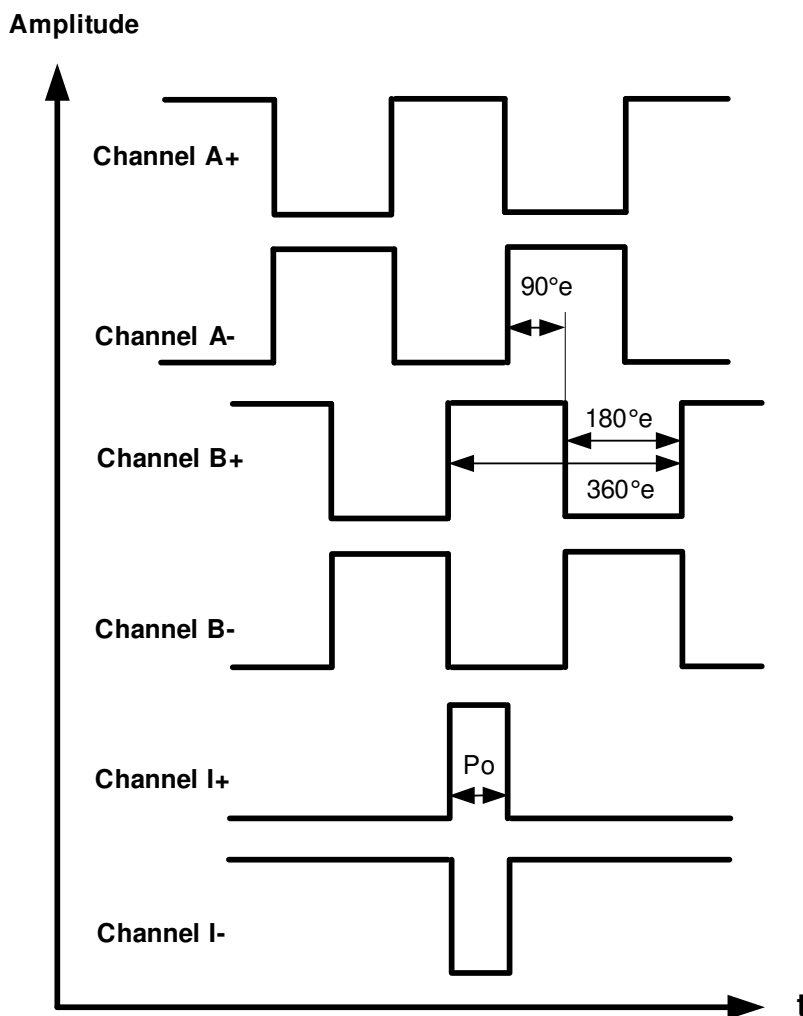 Amplitude
Channel A+
90°e
Channel A-
180°e
Channel B+
360°e
Channel B-
Po
Channel I+
Channel I-
t